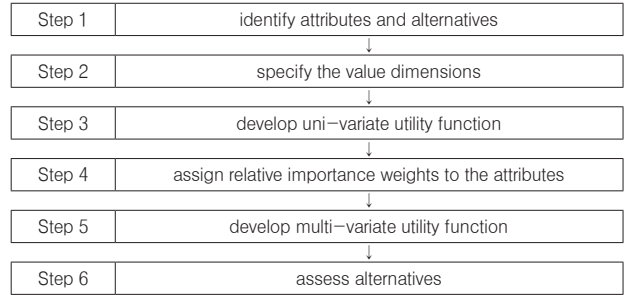 Step 1 identify attributes and alternatives
↓
Step 2 specify the value dimensions
↓
Step 3 develop uni−variate utility function
↓
Step 4 assign relative importance weights to the attributes
↓
Step 5 develop multi−variate utility function
↓
Step 6 assess alternatives